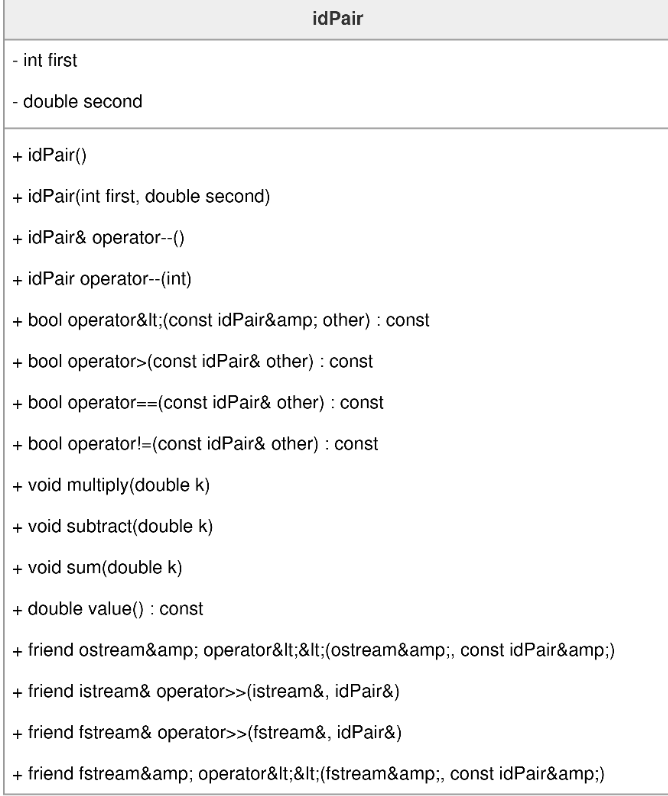 idPair
- int first
- double second
+ idPair()
+ idPair(int first, double second)
+ idPair& operator--()
+ idPair operator--(int)
+ bool operator&lt;(const idPair&amp; other) : const
+ bool operator>(const idPair& other) : const
+ bool operator==(const idPair& other) : const
+ bool operator!=(const idPair& other) : const
+ void multiply(double k)
+ void subtract(double k)
+ void sum(double k)
+ double value() : const
+ friend ostream&amp; operator&lt;&lt;(ostream&amp;, const idPair&amp;)
+ friend istream& operator>>(istream&, idPair&)
+ friend fstream& operator>>(fstream&, idPair&)
+ friend fstream&amp; operator&lt;&lt;(fstream&amp;, const idPair&amp;)